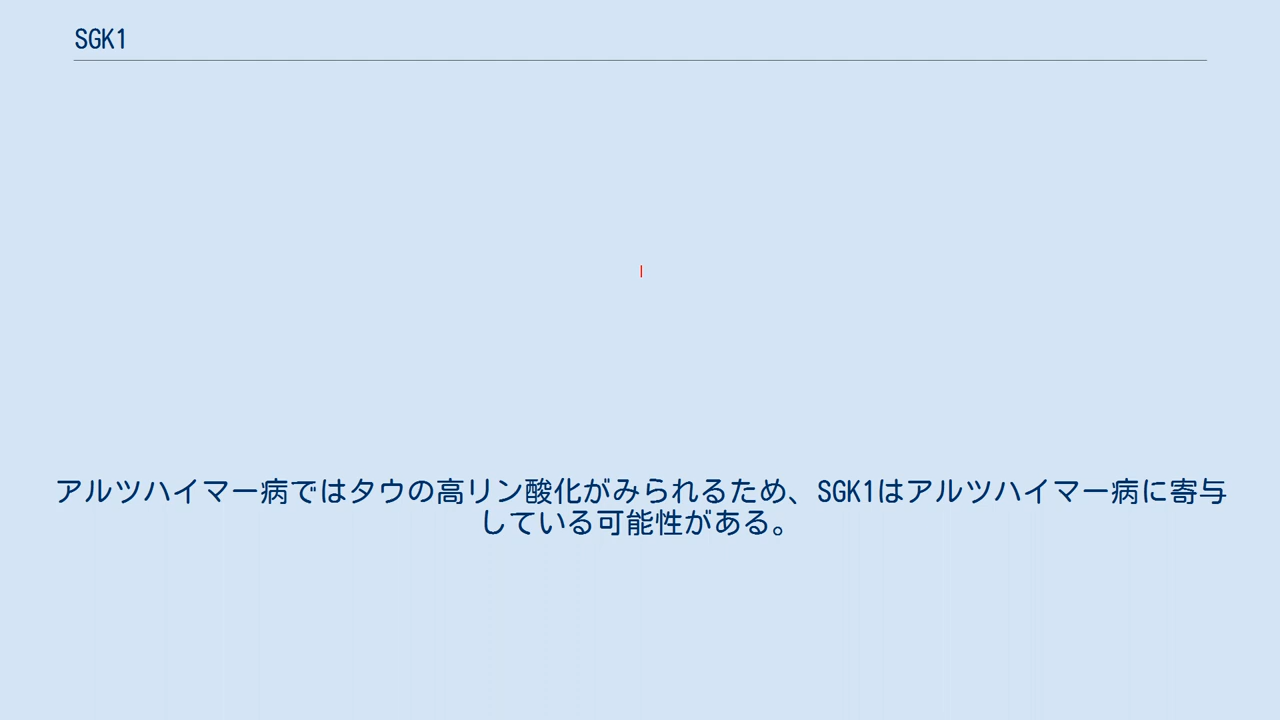 SGK1
アルツハイマー病ではタウの高リン酸化がみられるため、SGK1はアルツハイマー病に寄与
している可能性がある。